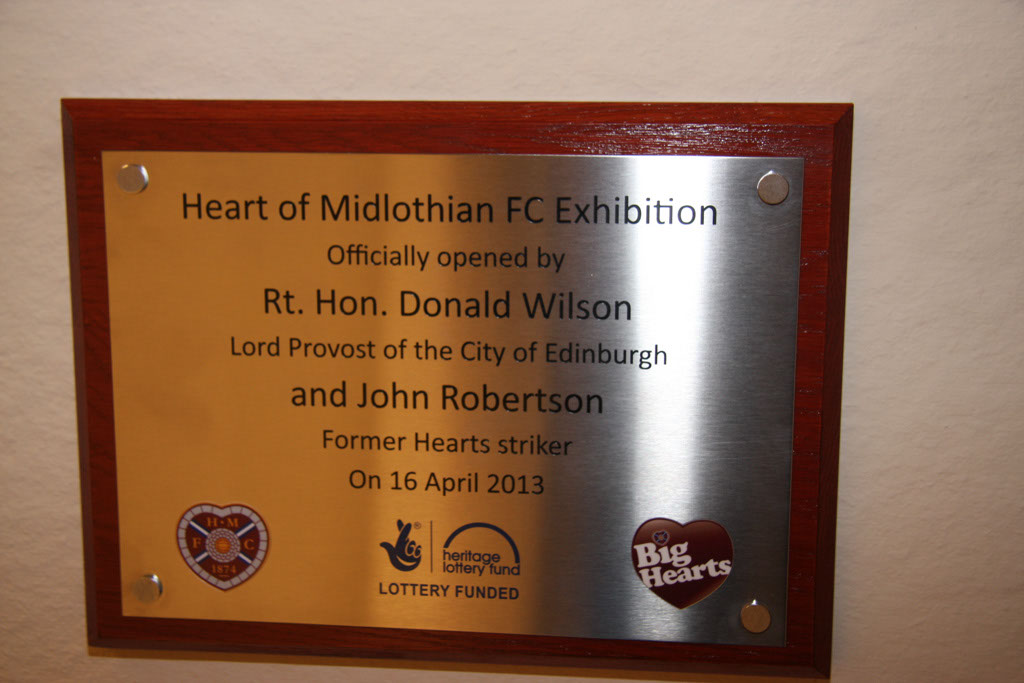 Heart of Midlothian FC Exhibition
Officially opened by
Rt. Hon. Donald Wilson
Lord Provost of the City of Edinburgh
and John Robertson
Former Hearts striker
On 16 April 2013
H·M
F C
1874
®
heritage
lottery fund
LOTTERY FUNDED
Big
Hearts